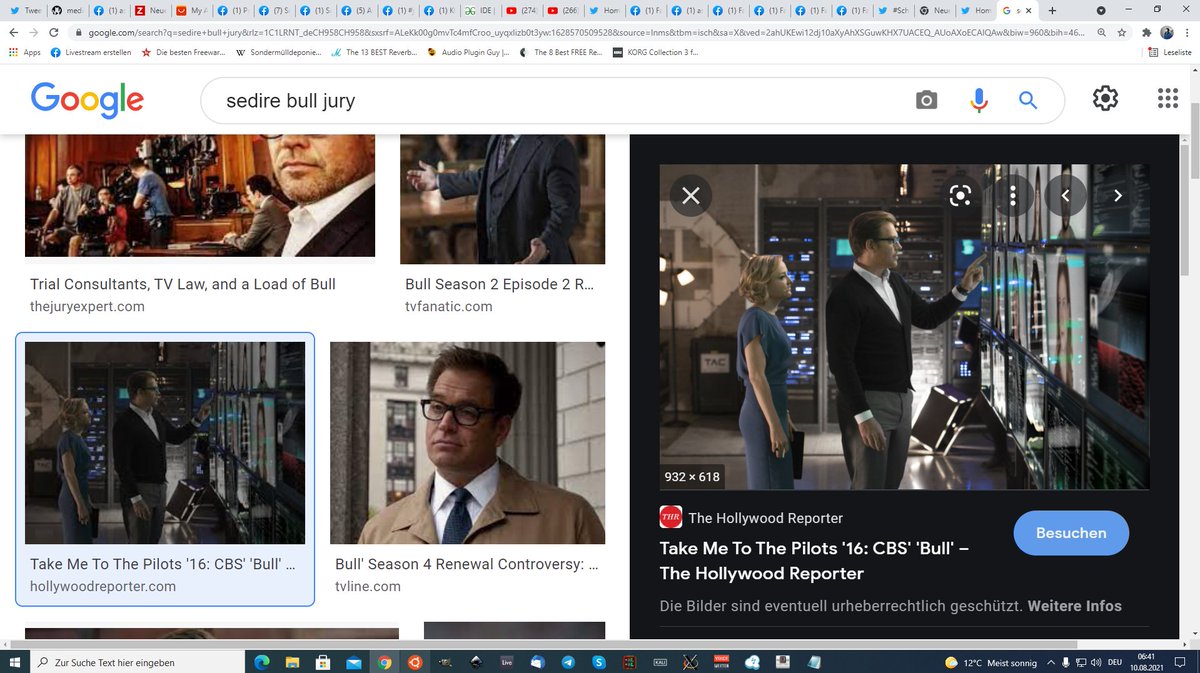 Twee
med
(1) a
Neue
My A
(1) P
(7) S
(1) S
(5) A
(1) #
(1) K
IDE |
(274
(266
Hom
(1) F
(1) a
(1) F
(1) F
(1) F
#Sch
Neu
Hom
google.com/search?q=sedire+bull+jury&rlz=1C1LRNT_deCH958CH958&sxsrf=ALeKk00g0mvTc4mfCroo_uyqxlizb0t3yw:1628570509528&source=lnms&tbm=isch&sa=X&ved=2ahUKEwi12dj10aXyAhXSGuwKHX7UACEQ_AUoAXoECAIQAw&biw=960&bih=46...
Apps Livestream erstellen Die besten Freewar... Sondermülldeponie... The 13 BEST Reverb... Audio Plugin Guy |... The 8 Best FREE Re... KORG Collection 3 f... Leseliste
Google sedire bull jury
Trial Consultants, TV Law, and a Load of Bull
thejuryexpert.com
Bull Season 2 Episode 2 R...
tvfanatic.com
Take Me To The Pilots '16: CBS' 'Bull' ...
hollywoodreporter.com
Bull' Season 4 Renewal Controversy: ...
tvline.com
TAC
932 × 618
THR The Hollywood Reporter
Besuchen
Take Me To The Pilots '16: CBS' 'Bull' –
The Hollywood Reporter
Die Bilder sind eventuell urheberrechtlich geschützt. Weitere Infos
Zur Suche Text hier eingeben
Live
KALI
12°C Meist sonnig
DEU
06:41
10.08.2021